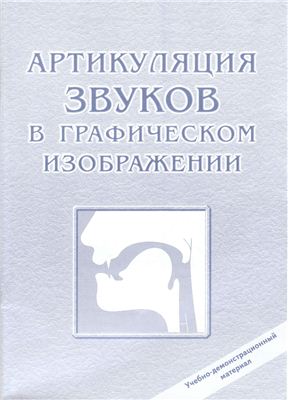 АРТИКУЛЯЦИЯ
ЗВУКОВ
В ГРАФИЧЕСКОМ
ИЗОБРАЖЕНИИ
Учебно-демонстрационный
материал